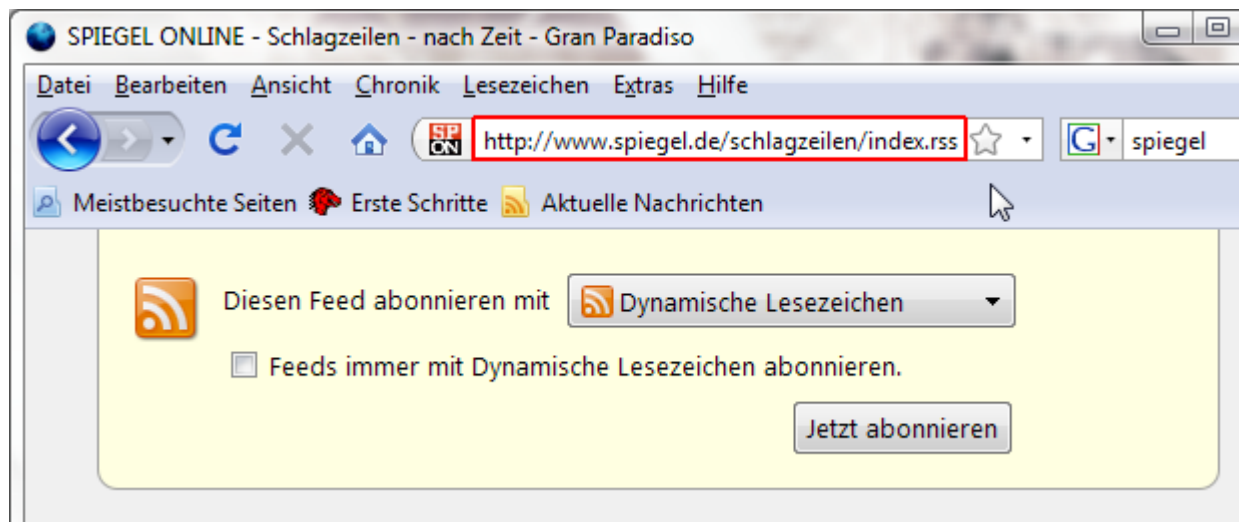 SPIEGEL ONLINE - Schlagzeilen - nach Zeit - Gran Paradiso
Datei Bearbeiten Ansicht Chronik Lesezeichen Extras Hilfe
SP ON http://www.spiegel.de/schlagzeilen/index.rss G spiegel
Meistbesuchte Seiten Erste Schritte Aktuelle Nachrichten
Diesen Feed abonnieren mit Dynamische Lesezeichen
Feeds immer mit Dynamische Lesezeichen abonnieren.
Jetzt abonnieren